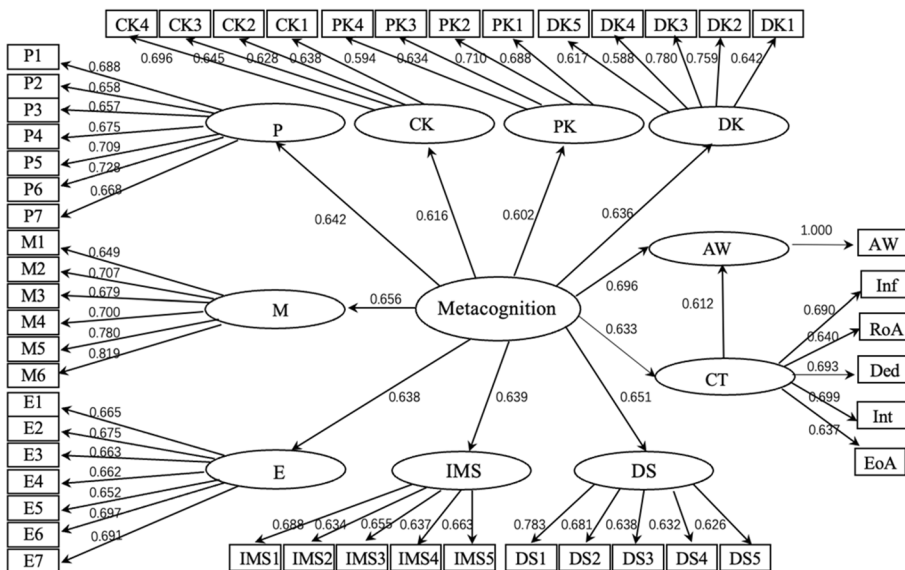 CK4 CK3 CK2 CK1 PK4 PK3 PK2 PK1 DK5 DK4 DK3 DK2 DK1
0.696 0.645 0.628 0.638 0.594 0.634 0.710 0.688 0.617 0.588 0.780 0.759 0.642
P1
0.688
P2
0.658
P3
0.657
P4
0.675
P5
0.709
P6
0.728
P7
0.668
P CK PK DK
0.642 0.616 0.602 0.636
M1
0.649
M2
0.707
M3
0.679
M4
0.700
M5
0.780
M6
0.819
M 0.656 Metacognition
0.696 AW 1.000 AW
0.612
0.633 CT
0.690 Inf
0.640 RoA
0.693 Ded
0.699 Int
0.637 EoA
0.638 0.639 0.651
E1
0.665
E2
0.675
E3
0.663
E4
0.662
E5
0.652
E6
0.697
E7
0.691
E IMS DS
0.688 0.634 0.655 0.637 0.663 0.783 0.681 0.638 0.632 0.626
IMS1 IMS2 IMS3 IMS4 IMS5 DS1 DS2 DS3 DS4 DS5